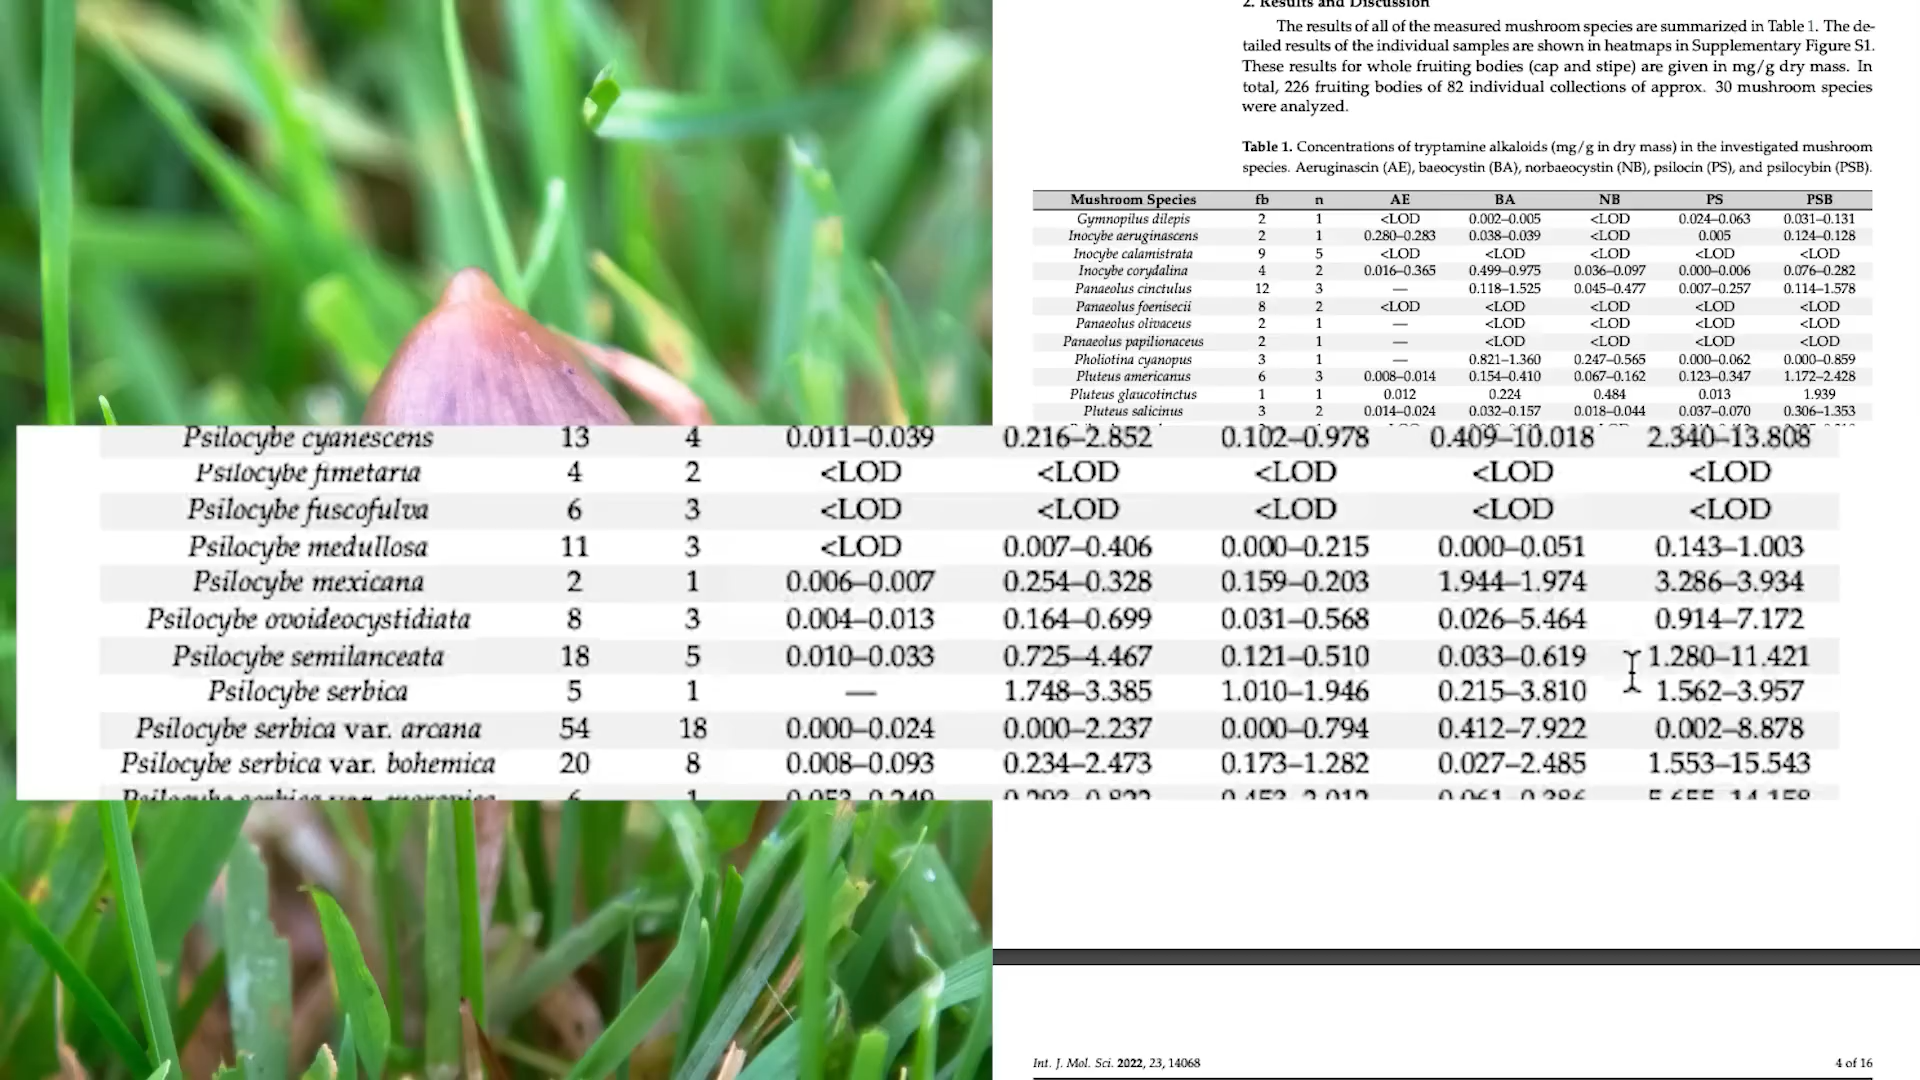 2. Results and Discussion
The results of all of the measured mushroom species are summarized in Table 1. The de-
tailed results of the individual samples are shown in heatmaps in Supplementary Figure S1.
These results for whole fruiting bodies (cap and stipe) are given in mg/g dry mass. In
total, 226 fruiting bodies of 82 individual collections of approx. 30 mushroom species
were analyzed.
Table 1. Concentrations of tryptamine alkaloids (mg/g in dry mass) in the investigated mushroom
species. Aeruginascin (AE), baeocystin (BA), norbaeocystin (NB), psilocin (PS), and psilocybin (PSB).
Mushroom Species fb n AE BA NB PS PSB
Gymnopilus dilepis 2 1 <LOD 0.002–0.005 <LOD 0.024–0.063 0.031–0.131
Inocybe aeruginascens 2 1 0.280–0.283 0.038–0.039 <LOD 0.005 0.124–0.128
Inocybe calamistrata 9 5 <LOD <LOD <LOD <LOD <LOD
Inocybe corydalina 4 2 0.016–0.365 0.499–0.975 0.036–0.097 0.000–0.006 0.076–0.282
Panaeolus cinctulus 12 3 — 0.118–1.525 0.045–0.477 0.007–0.257 0.114–1.578
Panaeolus foenisecii 8 2 <LOD <LOD <LOD <LOD <LOD
Panaeolus olivaceus 2 1 — <LOD <LOD <LOD <LOD
Panaeolus papilionaceus 2 1 — <LOD <LOD <LOD <LOD
Pholiotina cyanopus 3 1 — 0.821–1.360 0.247–0.565 0.000–0.062 0.000–0.859
Pluteus americanus 6 3 0.008–0.014 0.154–0.410 0.067–0.162 0.123–0.347 1.172–2.428
Pluteus glaucotinctus 1 1 0.012 0.224 0.484 0.013 1.939
Pluteus salicinus 3 2 0.014–0.024 0.032–0.157 0.018–0.044 0.037–0.070 0.306–1.353
Psilocybe cyanescens 13 4 0.011–0.039 0.216–2.852 0.102–0.978 0.409–10.018 2.340–13.808
Psilocybe fimetaria 4 2 <LOD <LOD <LOD <LOD <LOD
Psilocybe fuscofulva 6 3 <LOD <LOD <LOD <LOD <LOD
Psilocybe medullosa 11 3 <LOD 0.007–0.406 0.000–0.215 0.000–0.051 0.143–1.003
Psilocybe mexicana 2 1 0.006–0.007 0.254–0.328 0.159–0.203 1.944–1.974 3.286–3.934
Psilocybe ovoideocystidiata 8 3 0.004–0.013 0.164–0.699 0.031–0.568 0.026–5.464 0.914–7.172
Psilocybe semilanceata 18 5 0.010–0.033 0.725–4.467 0.121–0.510 0.033–0.619 1.280–11.421
Psilocybe serbica 5 1 — 1.748–3.385 1.010–1.946 0.215–3.810 1.562–3.957
Psilocybe serbica var. arcana 54 18 0.000–0.024 0.000–2.237 0.000–0.794 0.412–7.922 0.002–8.878
Psilocybe serbica var. bohemica 20 8 0.008–0.093 0.234–2.473 0.173–1.282 0.027–2.485 1.553–15.543
Int. J. Mol. Sci. 2022, 23, 14068
4 of 16